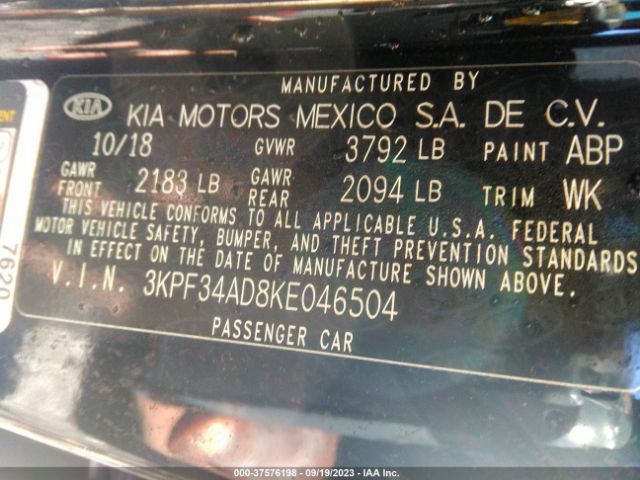 MANUFACTURED BY
KIA KIA MOTORS MEXICO S.A. DE C.V.
10/18 GVWR 3792 LB PAINT ABP
GAWR FRONT 2183 LB GAWR REAR 2094 LB TRIM WK
THIS VEHICLE CONFORMS TO ALL APPLICABLE U.S.A. FEDERAL
MOTOR VEHICLE SAFETY, BUMPER, AND THEFT PREVENTION STANDARDS
IN EFFECT ON THE DATE OF MANUFACTURE SHOWN ABOVE.
V.I.N. 3KPF34AD8KE046504
PASSENGER CAR
7620
000-37576198 - 09/19/2023 - IAA Inc.